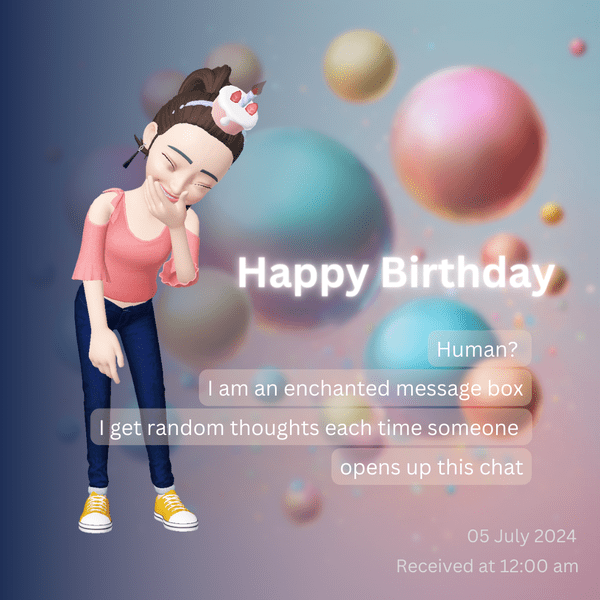 Happy Birthday
Human?
I am an enchanted message box
I get random thoughts each time someone
opens up this chat
05 July 2024
Received at 12:00 am